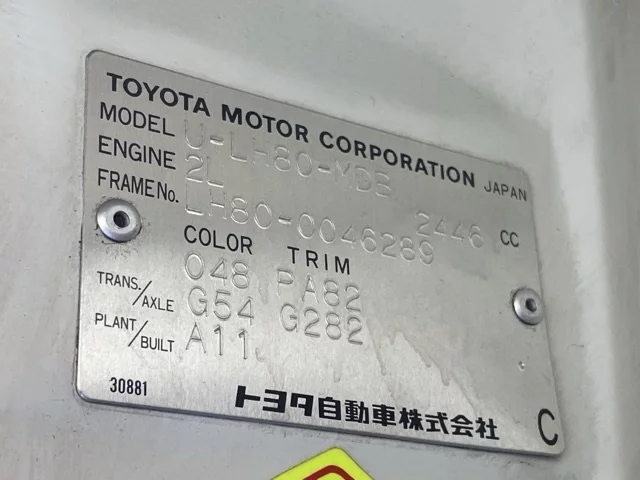 TOYOTA MOTOR CORPORATION JAPAN
MODEL U-LH80-MDB
ENGINE 2L 2446 CC
FRAME No. LH80-0046289
COLOR TRIM
048 PA82
TRANS./AXLE G54 G282
PLANT/BUILT A11
30881 トヨタ自動車株式会社 C